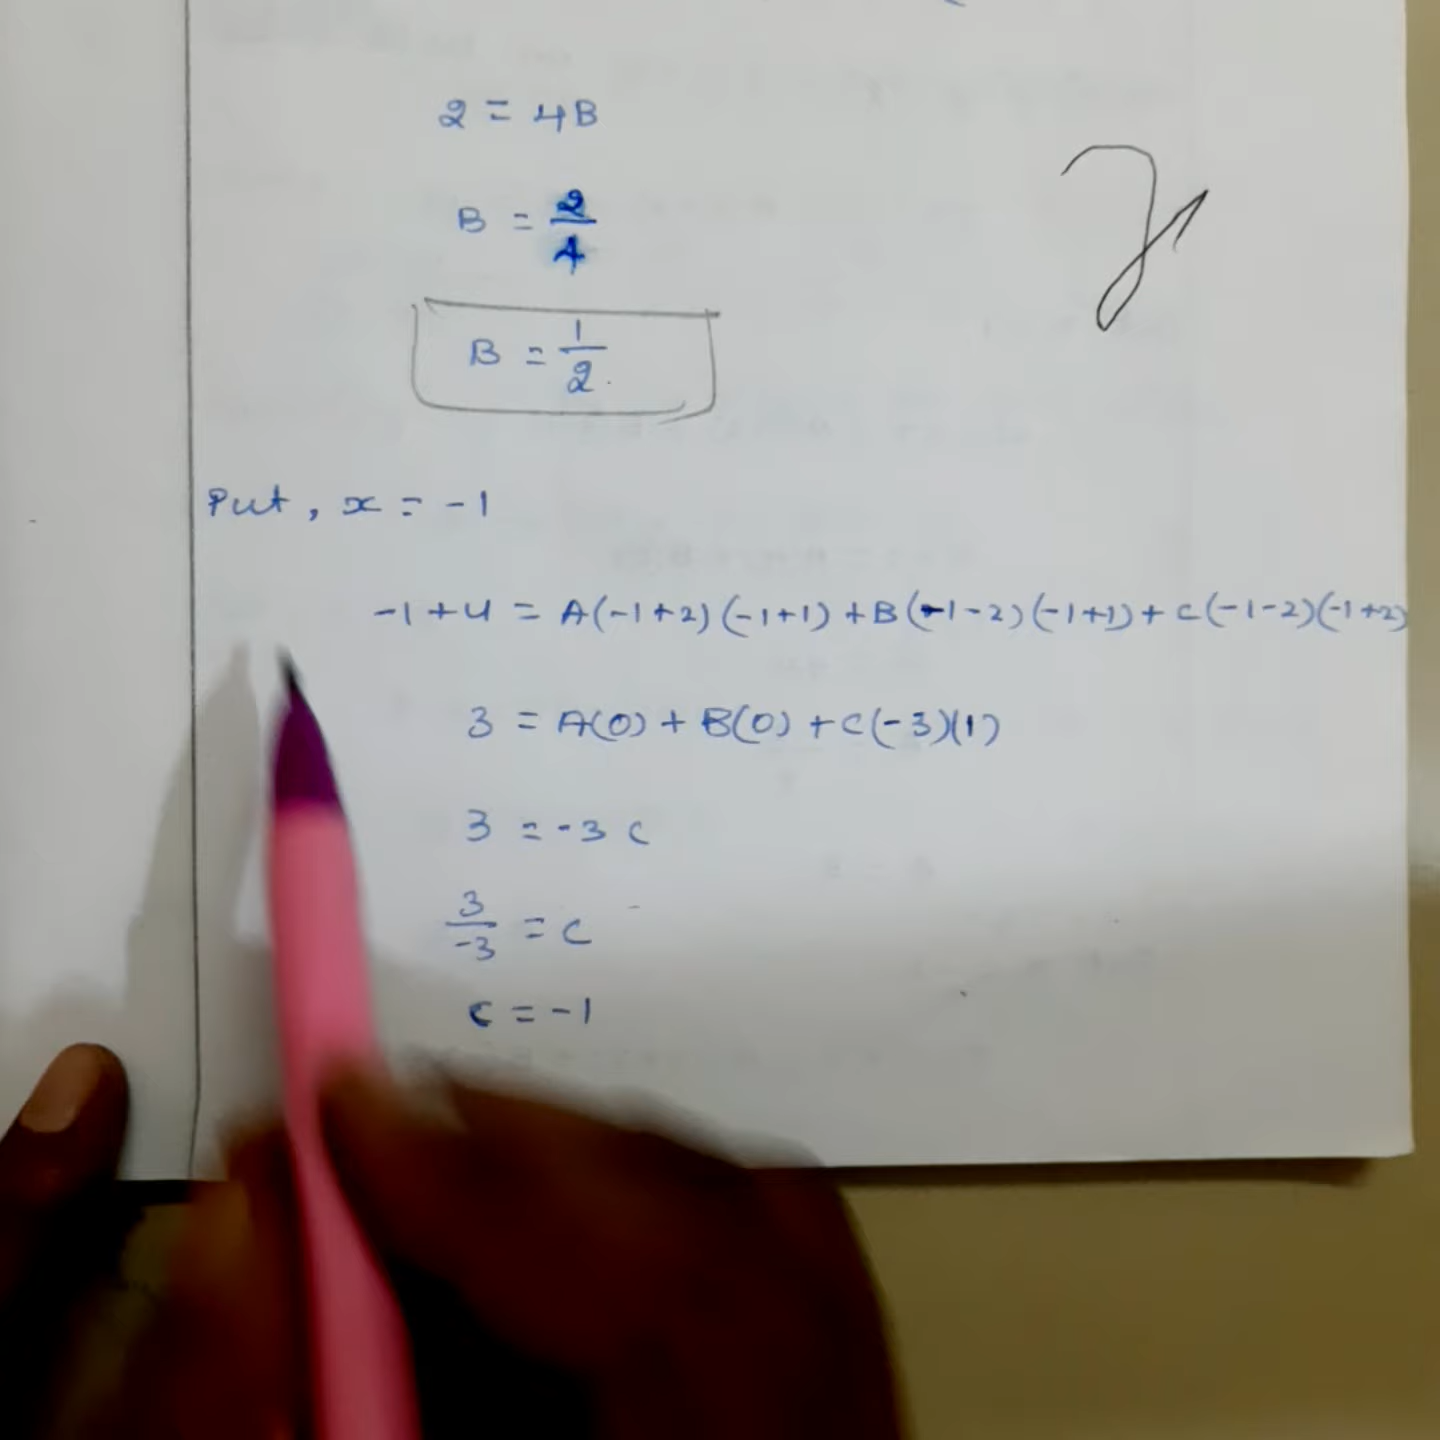 2 = 4B
B = 2/4
B = 1/2.
Put, x = -1
-1+4 = A(-1+2)(-1+1)+B(-1-2)(-1+1)+C(-1-2)(-1+2)
3 = A(0) + B(0) + C(-3)(1)
3 = -3 C
3/-3 = C
C = -1